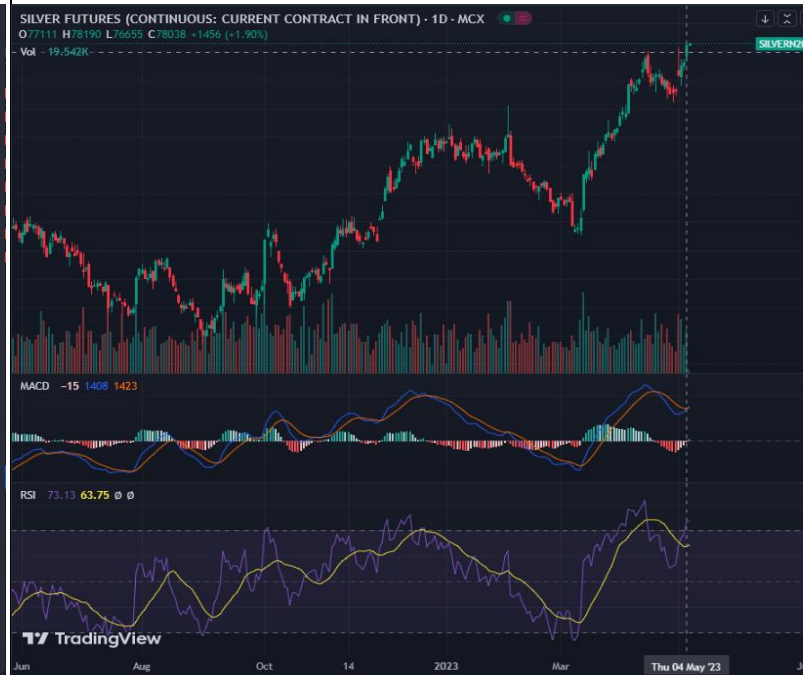 SILVER FUTURES (CONTINUOUS: CURRENT CONTRACT IN FRONT) · 1D · MCX
O77111 H78190 L76655 C78038 +1456 (+1.90%)
Vol · 19.542K
MACD −15 1408 1423
RSI 73.13 63.75 ø ø
TradingView
Jun Aug Oct 14 2023 Mar Thu 04 May '23